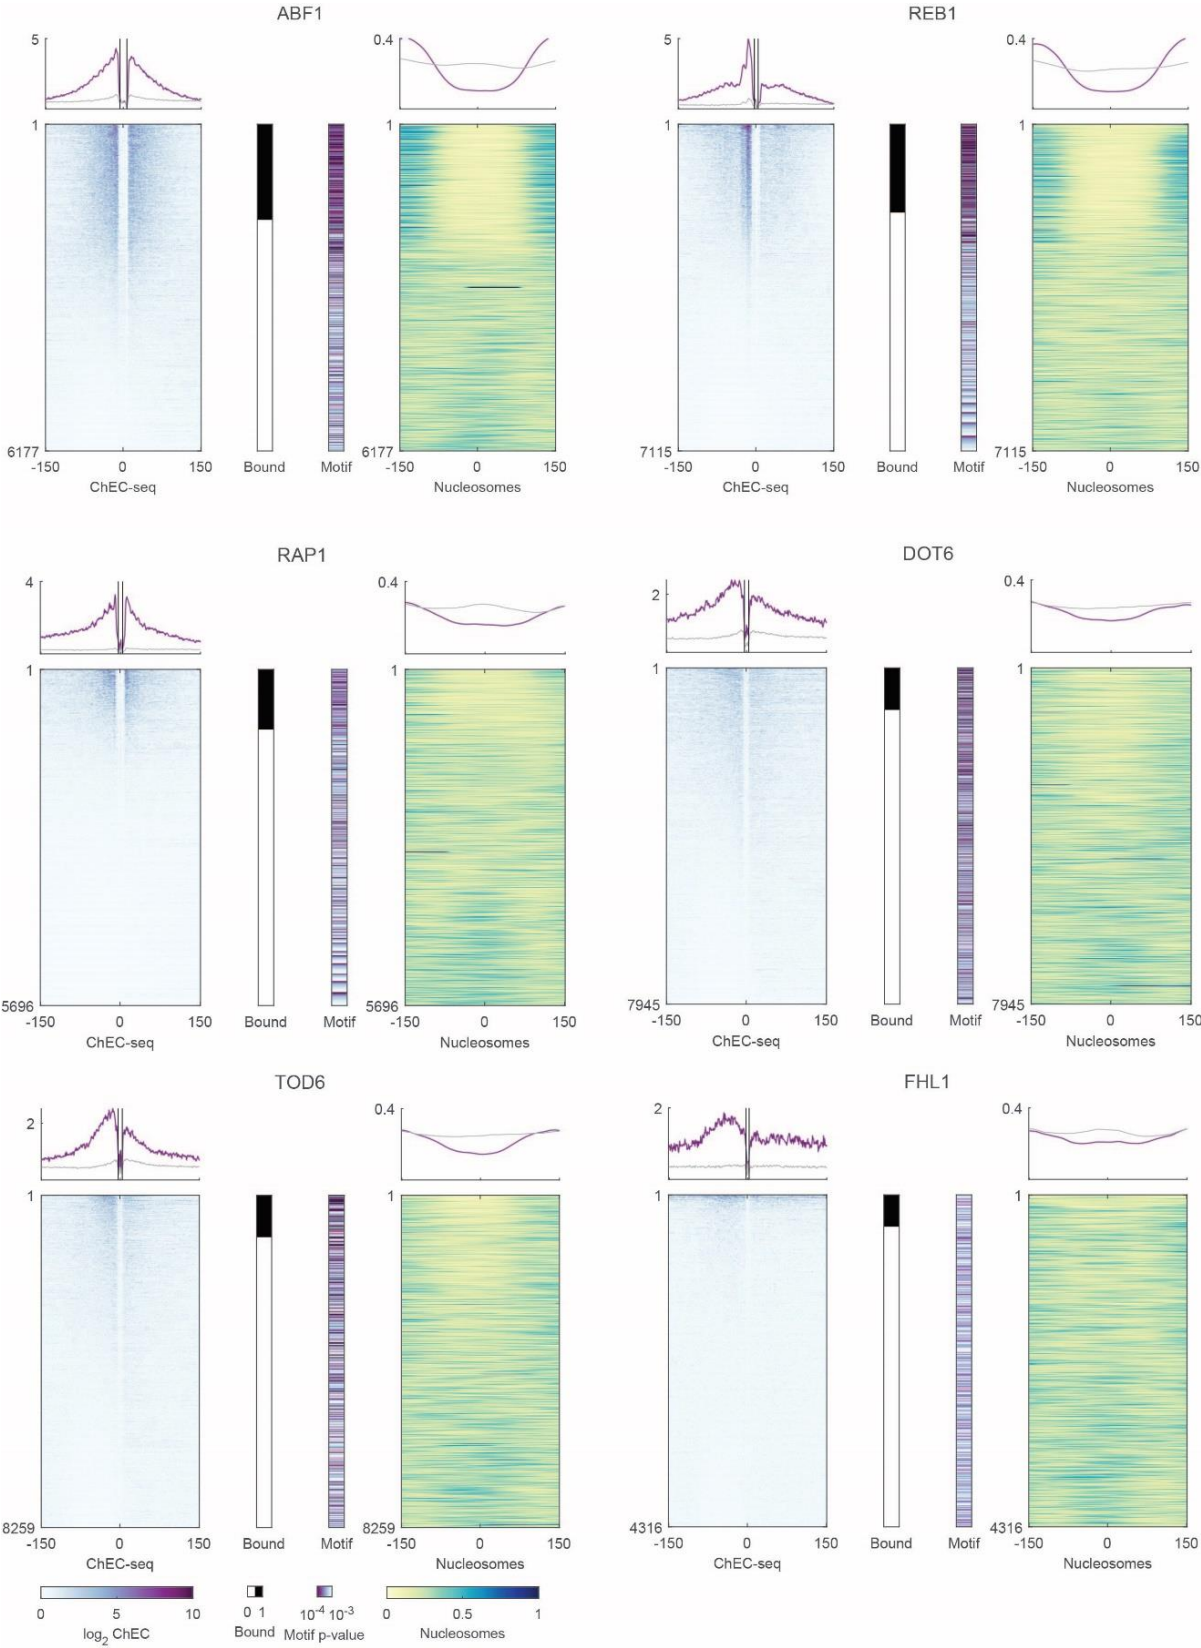 ABF1
REB1
5
0.4
5
0.4
1
1
1
1
6177
6177
7115
7115
-150 0 150
Bound
Motif
-150 0 150
-150 0 150
Bound
Motif
-150 0 150
ChEC-seq
Nucleosomes
ChEC-seq
Nucleosomes
RAP1
DOT6
4
0.4
2
0.4
1
1
1
1
5696
5696
7945
7945
-150 0 150
Bound
Motif
-150 0 150
-150 0 150
Bound
Motif
-150 0 150
ChEC-seq
Nucleosomes
ChEC-seq
Nucleosomes
TOD6
FHL1
2
0.4
2
0.4
1
1
1
1
8259
8259
4316
4316
-150 0 150
Bound
Motif
-150 0 150
-150 0 150
Bound
Motif
-150 0 150
ChEC-seq
Nucleosomes
ChEC-seq
Nucleosomes
0 5 10
log2 ChEC
0 1
Bound
10-4 10-3
Motif p-value
0 0.5 1
Nucleosomes